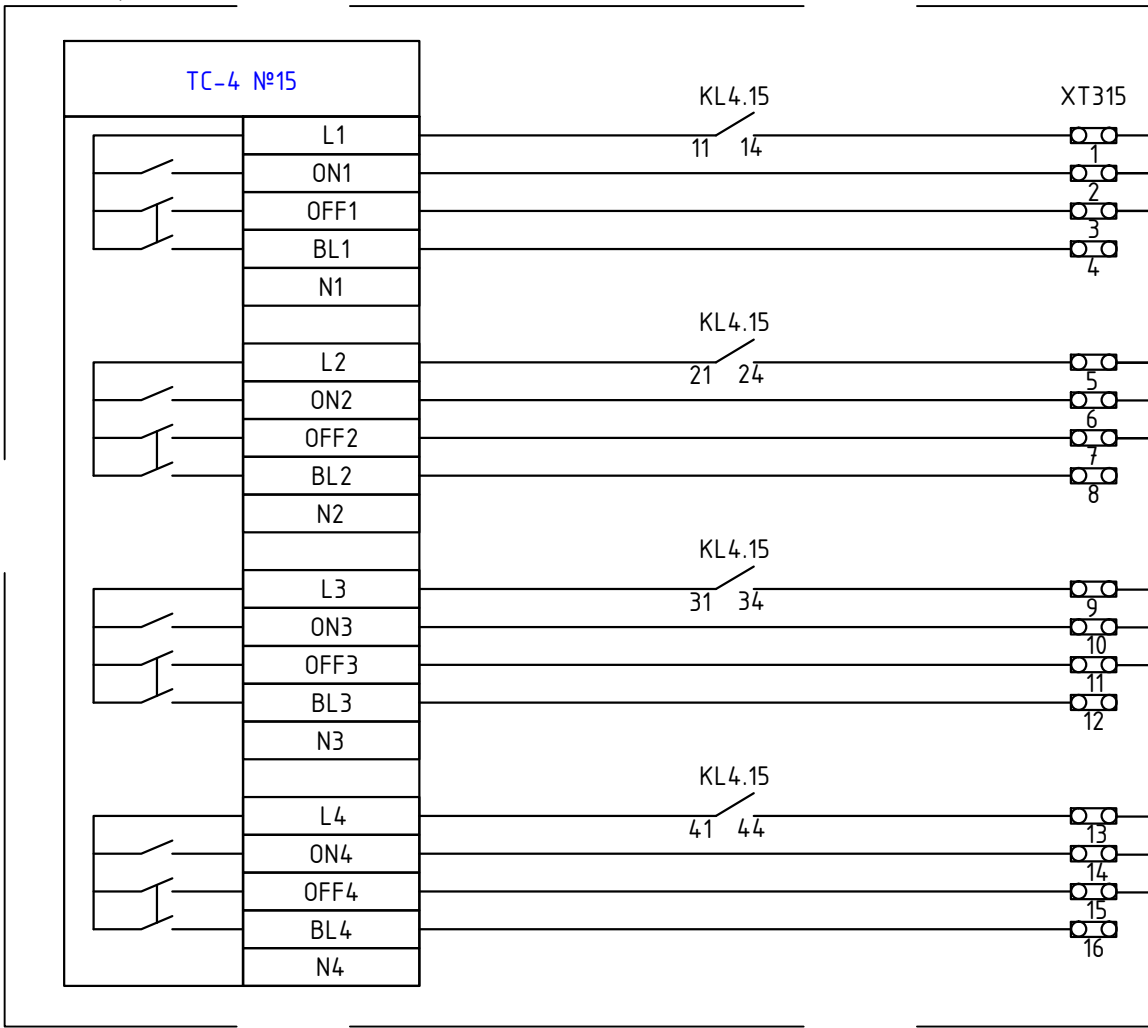 TC-4 №15
KL4.15
XT315
L1
11 14
1
ON1
2
OFF1
3
BL1
4
N1
KL4.15
L2
21 24
5
ON2
6
OFF2
7
BL2
8
N2
KL4.15
L3
31 34
9
ON3
10
OFF3
11
BL3
12
N3
KL4.15
L4
41 44
13
ON4
14
OFF4
15
BL4
16
N4